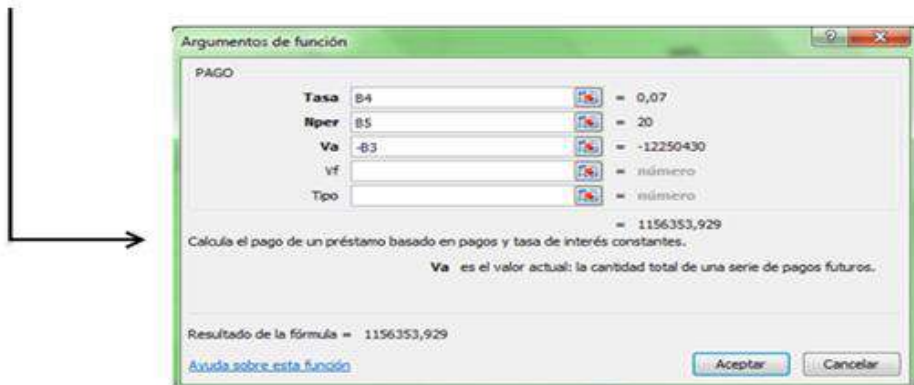 Argumentos de función
PAGO
Tasa B4 = 0,07
Nper B5 = 20
Va -B3 = -12250430
Vf = número
Tipo = número
= 1156353,929
Calcula el pago de un préstamo basado en pagos y tasa de interés constantes.
Va es el valor actual: la cantidad total de una serie de pagos futuros.
Resultado de la fórmula = 1156353,929
Ayuda sobre esta función Aceptar Cancelar